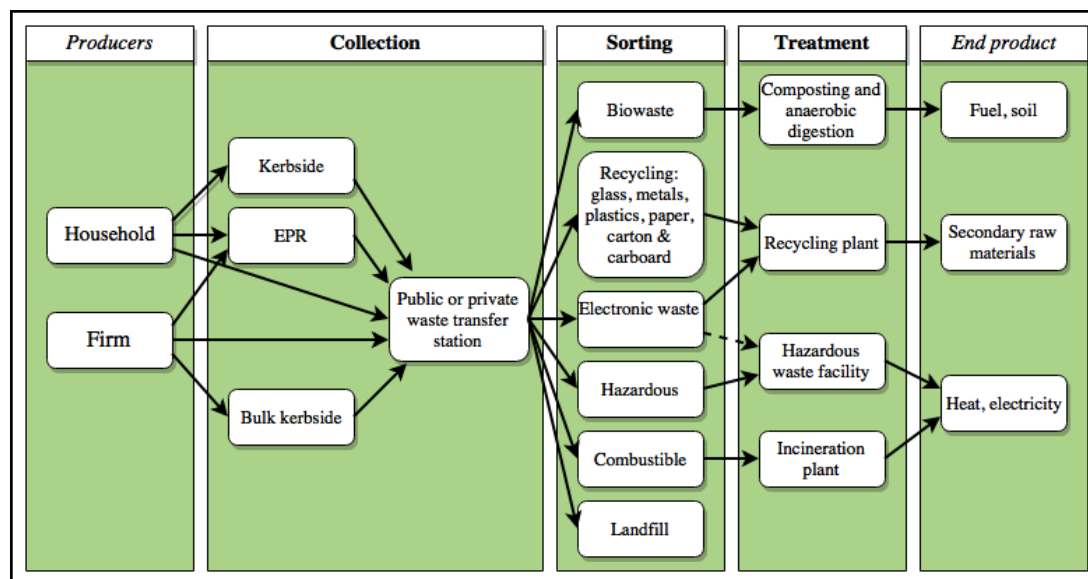 Producers
Collection
Sorting
Treatment
End product
Household
Firm
Kerbside
EPR
Bulk kerbside
Public or private
waste transfer
station
Biowaste
Recycling:
glass, metals,
plastics, paper,
carton &
carboard
Electronic waste
Hazardous
Combustible
Landfill
Composting and
anaerobic
digestion
Recycling plant
Hazardous
waste facility
Incineration
plant
Fuel, soil
Secondary raw
materials
Heat, electricity